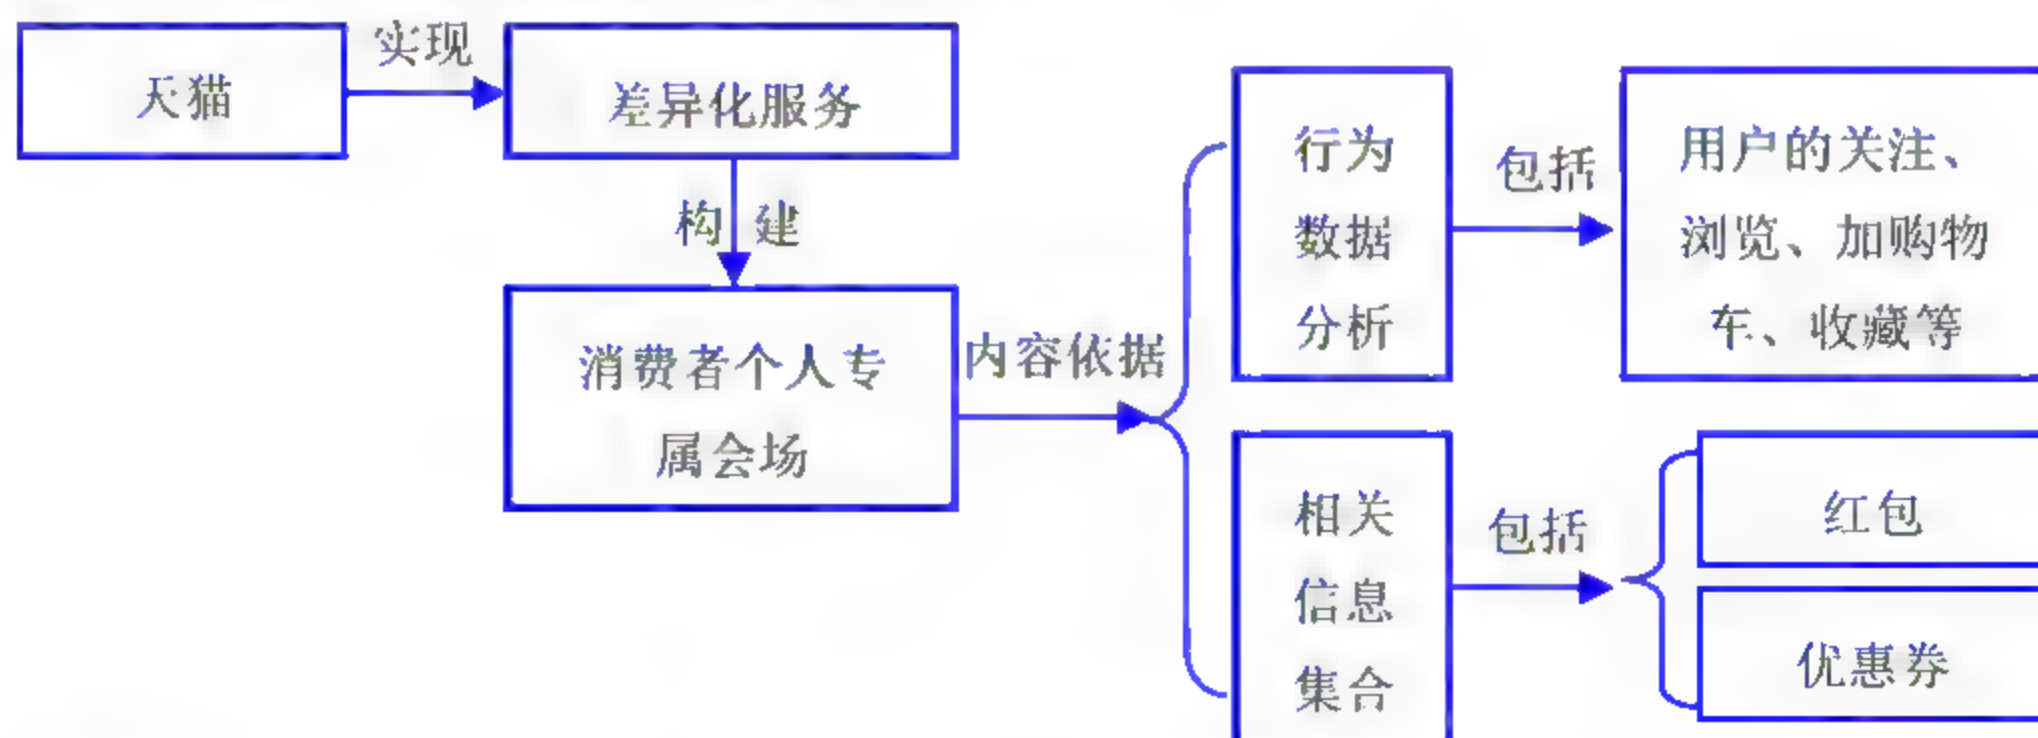 天猫
实现
差异化服务
构建
消费者个人专
属会场
内容依据
行为
数据
分析
包括
用户的关注、
浏览、加购物
车、收藏等
相关
信息
集合
包括
红包
优惠券